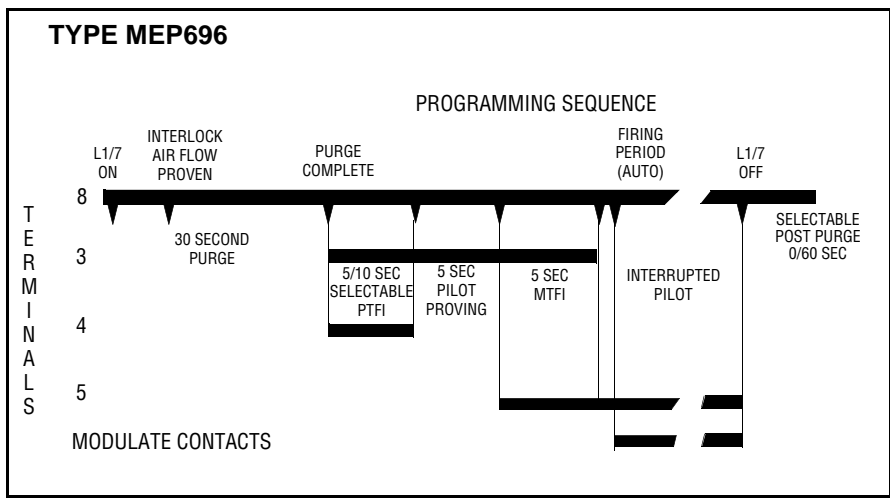 TYPE MEP696
PROGRAMMING SEQUENCE
L1/7
ON
INTERLOCK
AIR FLOW
PROVEN
PURGE
COMPLETE
FIRING
PERIOD
(AUTO)
L1/7
OFF
TERMINALS
8
30 SECOND
PURGE
SELECTABLE
POST PURGE
0/60 SEC
3
5/10 SEC
SELECTABLE
PTFI
5 SEC
PILOT
PROVING
5 SEC
MTFI
INTERRUPTED
PILOT
4
5
MODULATE CONTACTS